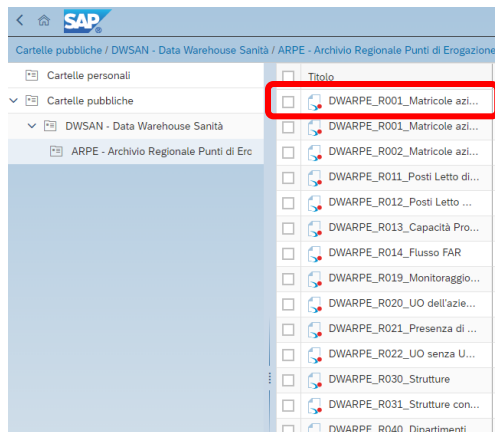 SAP
Cartelle pubbliche / DWSAN - Data Warehouse Sanità / ARPE - Archivio Regionale Punti di Erogazione
Cartelle personali
Cartelle pubbliche
DWSAN - Data Warehouse Sanità
ARPE - Archivio Regionale Punti di Erc
Titolo
DWARPE_R001_Matricole azi...
DWARPE_R001_Matricole azi...
DWARPE_R002_Matricole azi...
DWARPE_R011_Posti Letto di...
DWARPE_R012_Posti Letto ...
DWARPE_R013_Capacità Pro...
DWARPE_R014_Flusso FAR
DWARPE_R019_Monitoraggio...
DWARPE_R020_UO dell'azie...
DWARPE_R021_Presenza di ...
DWARPE_R022_UO senza U...
DWARPE_R030_Strutture
DWARPE_R031_Strutture con...
DWARPE_R040_Dipartimenti